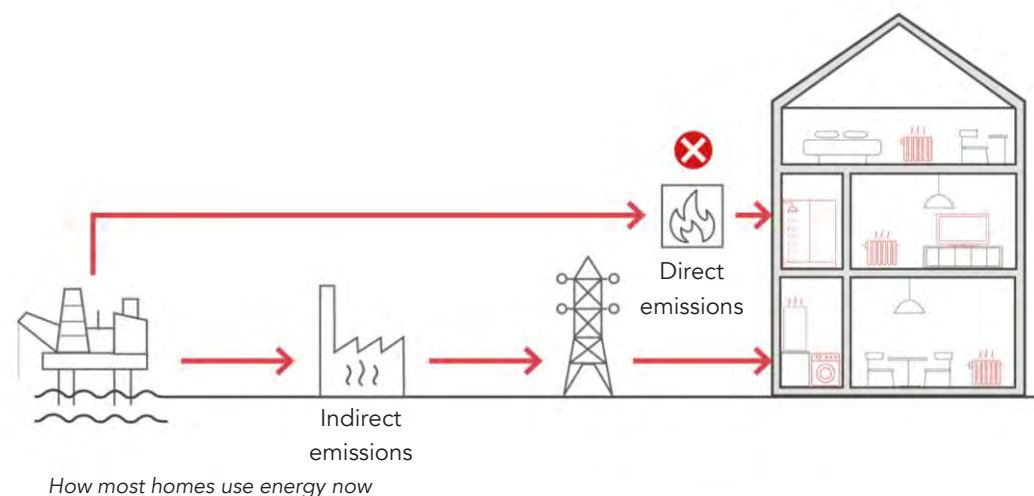 Direct
emissions
Indirect
emissions
How most homes use energy now